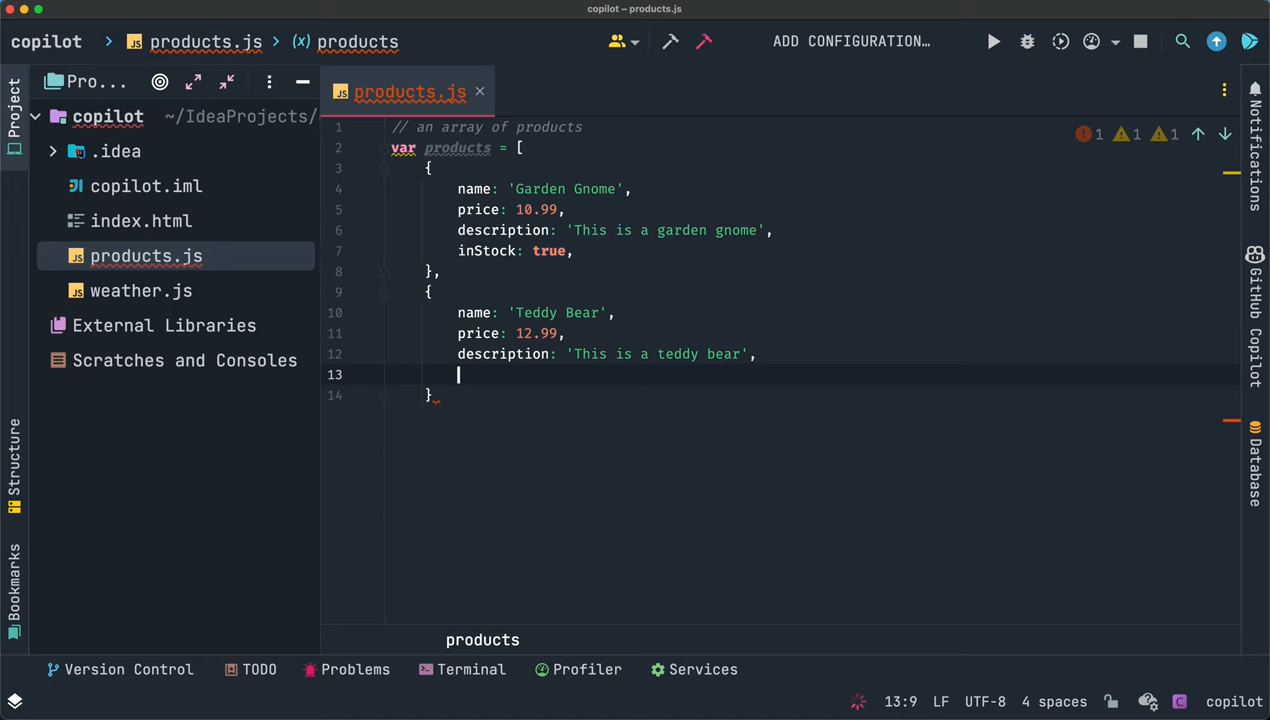 copilot – products.js
copilot
products.js
products
ADD CONFIGURATION…
Project
Pro...
products.js
copilot ~/IdeaProjects/
.idea
copilot.iml
index.html
products.js
weather.js
External Libraries
Scratches and Consoles
1 // an array of products
2 var products = [
3 {
4 name: 'Garden Gnome',
5 price: 10.99,
6 description: 'This is a garden gnome',
7 inStock: true,
8 },
9 {
10 name: 'Teddy Bear',
11 price: 12.99,
12 description: 'This is a teddy bear',
13
14 }
1 1 1
Notifications
GitHub Copilot
Database
Structure
Bookmarks
products
Version Control
TODO
Problems
Terminal
Profiler
Services
13:9 LF UTF-8 4 spaces C copilot